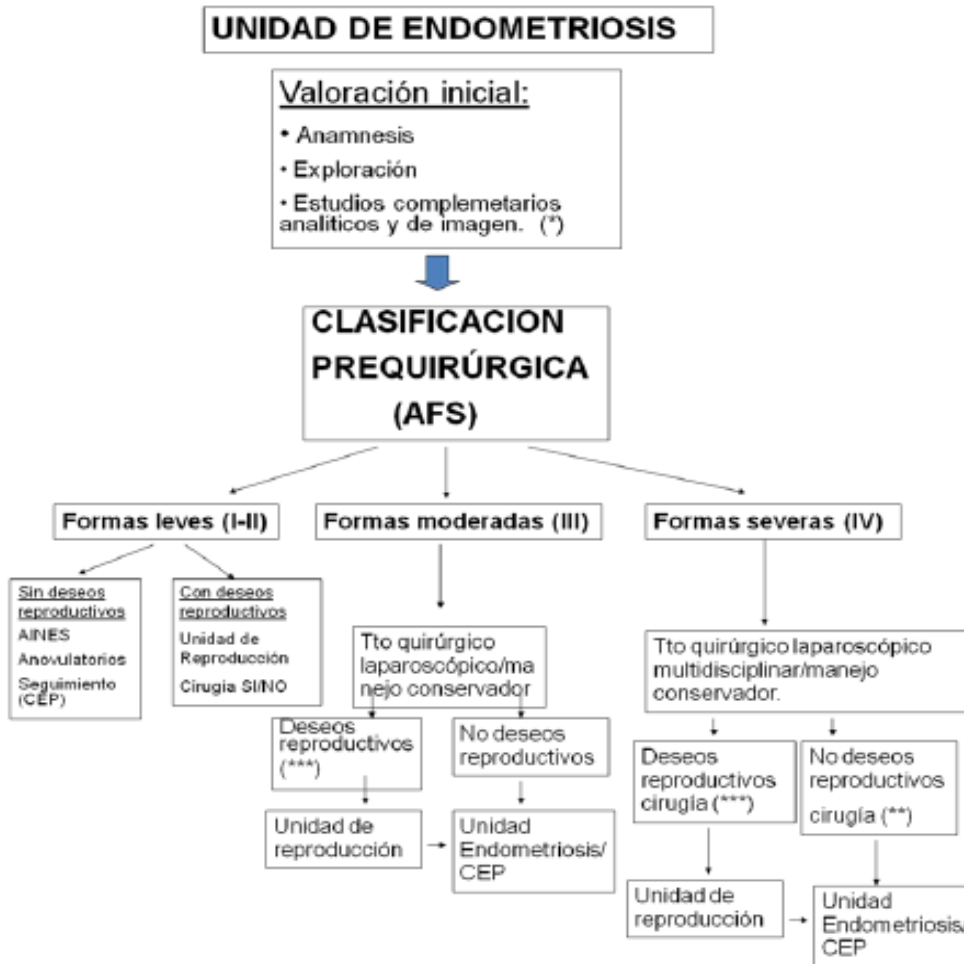 UNIDAD DE ENDOMETRIOSIS
Valoración inicial:
• Anamnesis
• Exploración
• Estudios complemetarios
analíticos y de imagen. (*)
CLASIFICACION
PREQUIRÚRGICA
(AFS)
Formas leves (I-II)
Formas moderadas (III)
Formas severas (IV)
Sin deseos
reproductivos
AINES
Anovulatorios
Seguimiento
(CEP)
Con deseos
reproductivos
Unidad de
Reproducción
Cirugia SI/NO
Tto quirúrgico
laparoscópico/ma
nejo conservador
Deseos
reproductivos
(***)
No deseos
reproductivos
Unidad de
reproducción
Unidad
Endometriosis/
CEP
Tto quirúrgico laparoscópico
multidisciplinar/manejo
conservador.
Deseos
reproductivos
cirugía (***)
No deseos
reproductivos
cirugía (**)
Unidad de
reproducción
Unidad
Endometriosis/
CEP